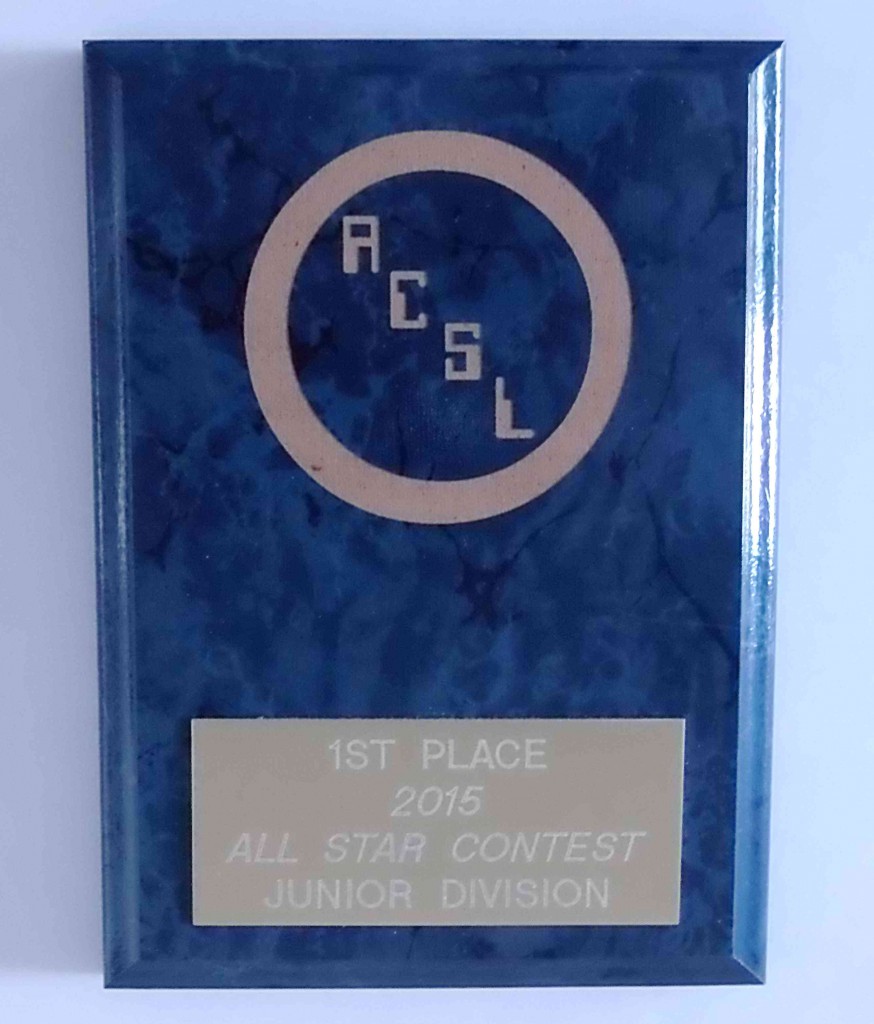 ACSL
1ST PLACE
2015
ALL STAR CONTEST
JUNIOR DIVISION